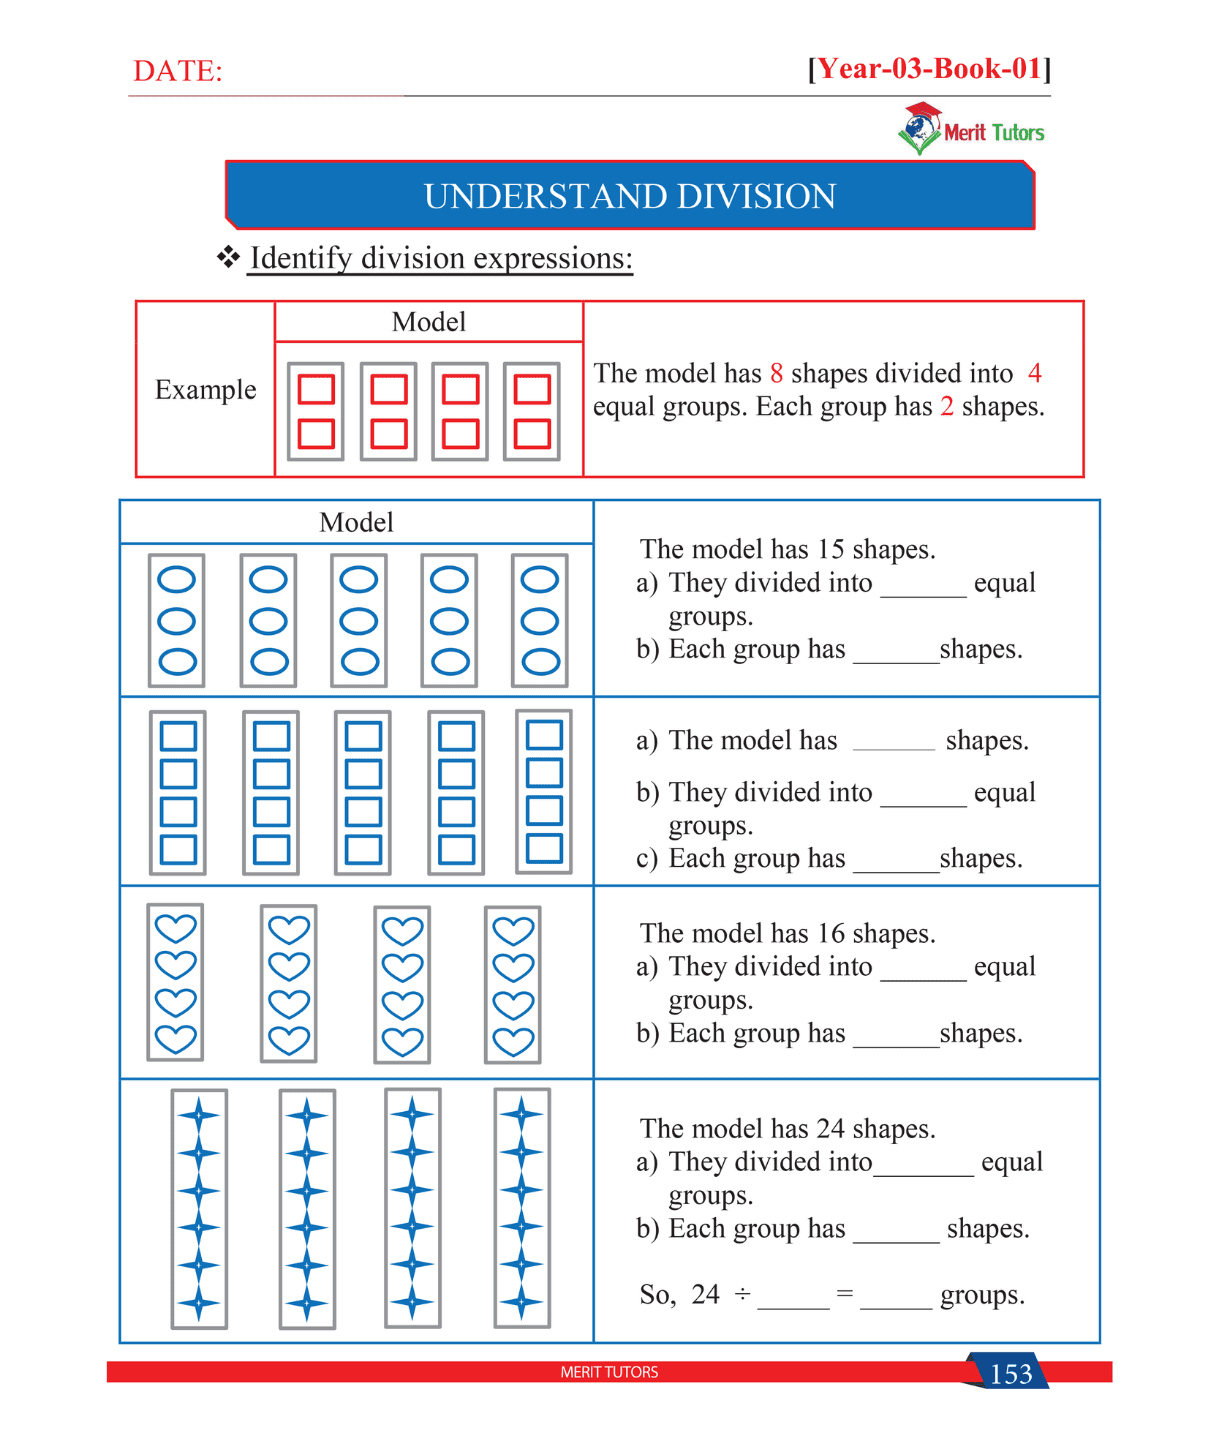 DATE:
[Year-03-Book-01]
Merit Tutors
UNDERSTAND DIVISION
❖ Identify division expressions:
Example
Model
The model has 8 shapes divided into 4
equal groups. Each group has 2 shapes.
Model
The model has 15 shapes.
a) They divided into ______ equal
groups.
b) Each group has ______shapes.
a) The model has ______ shapes.
b) They divided into ______ equal
groups.
c) Each group has ______shapes.
The model has 16 shapes.
a) They divided into ______ equal
groups.
b) Each group has ______shapes.
The model has 24 shapes.
a) They divided into_______ equal
groups.
b) Each group has ______ shapes.
So, 24 ÷ _____ = _____ groups.
MERIT TUTORS
153